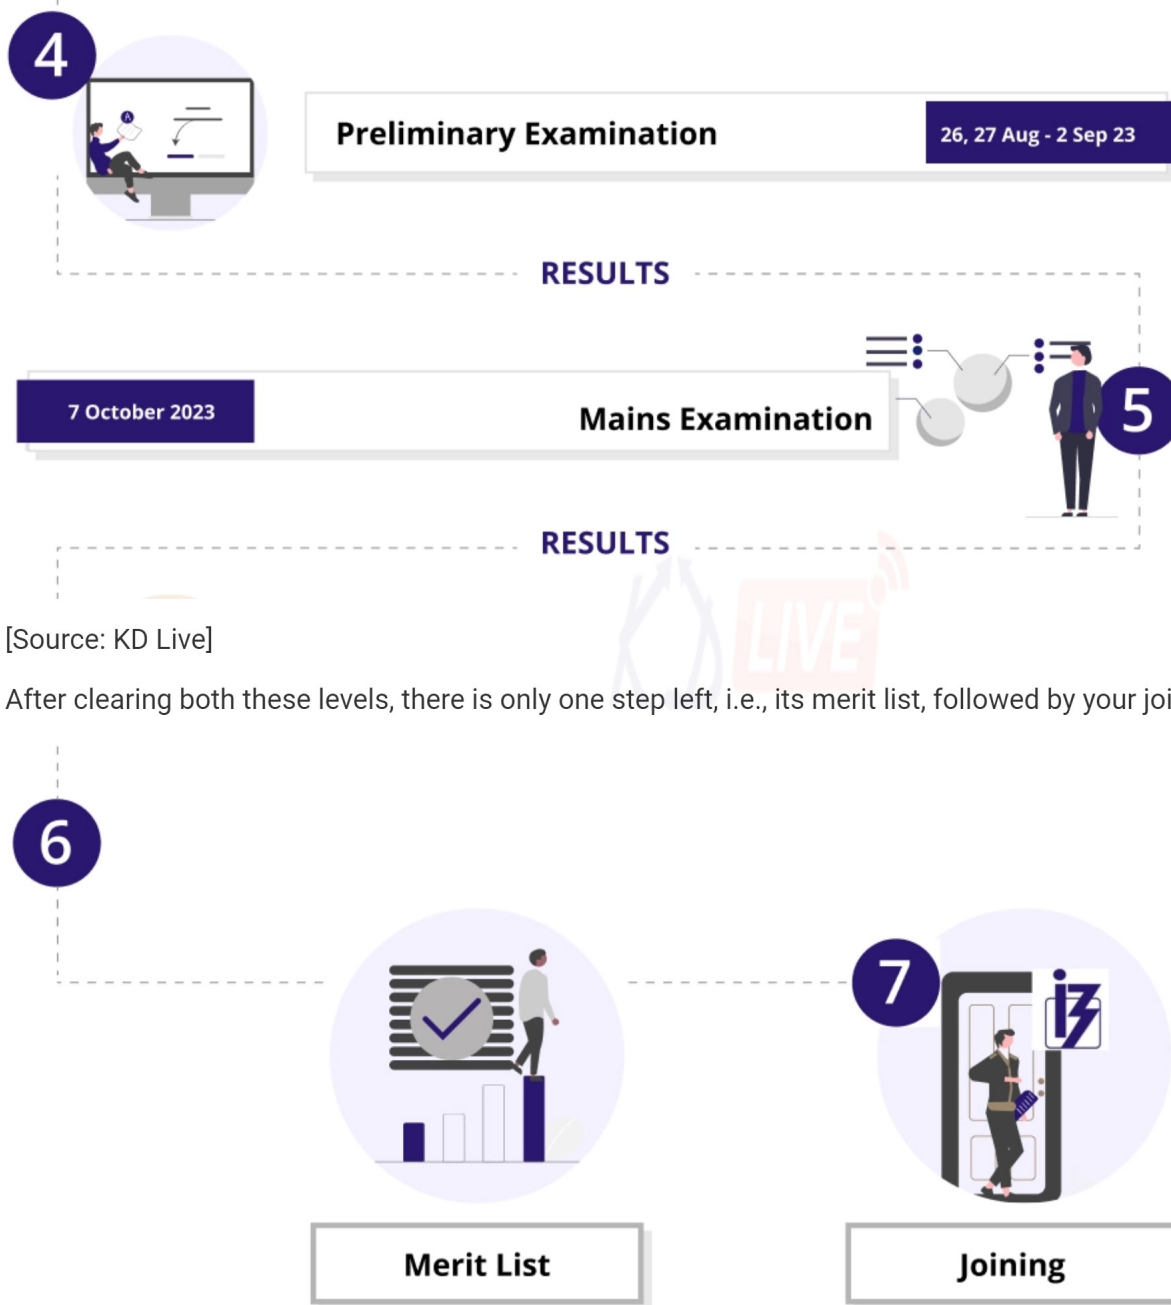 4
A
Preliminary Examination
26, 27 Aug - 2 Sep 23
RESULTS
7 October 2023
Mains Examination
5
RESULTS
LIVE
[Source: KD Live]
After clearing both these levels, there is only one step left, i.e., its merit list, followed by your joi
6
7
Merit List
Joining